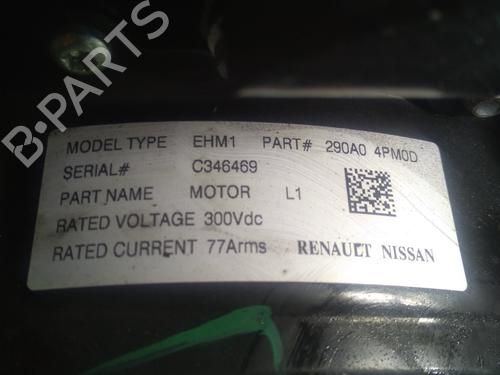 B-PARTS
MODEL TYPE EHM1 PART# 290A0 4PM0D
SERIAL# C346469
PART NAME MOTOR L1
RATED VOLTAGE 300Vdc
RATED CURRENT 77Arms RENAULT NISSAN